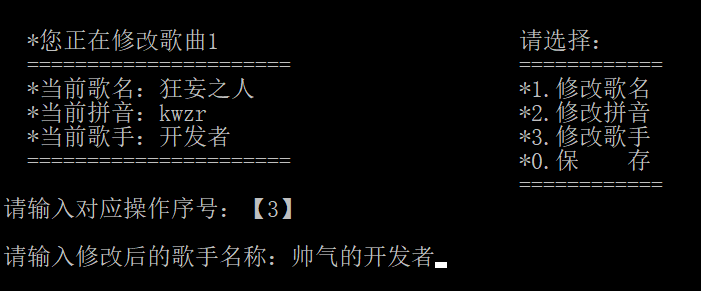 *您正在修改歌曲1 请选择:
====================== ============
*当前歌名: 狂妄之人 *1.修改歌名
*当前拼音: kwzr *2.修改拼音
*当前歌手: 开发者 *3.修改歌手
====================== *0.保 存
============
请输入对应操作序号: 【3】
请输入修改后的歌手名称: 帅气的开发者